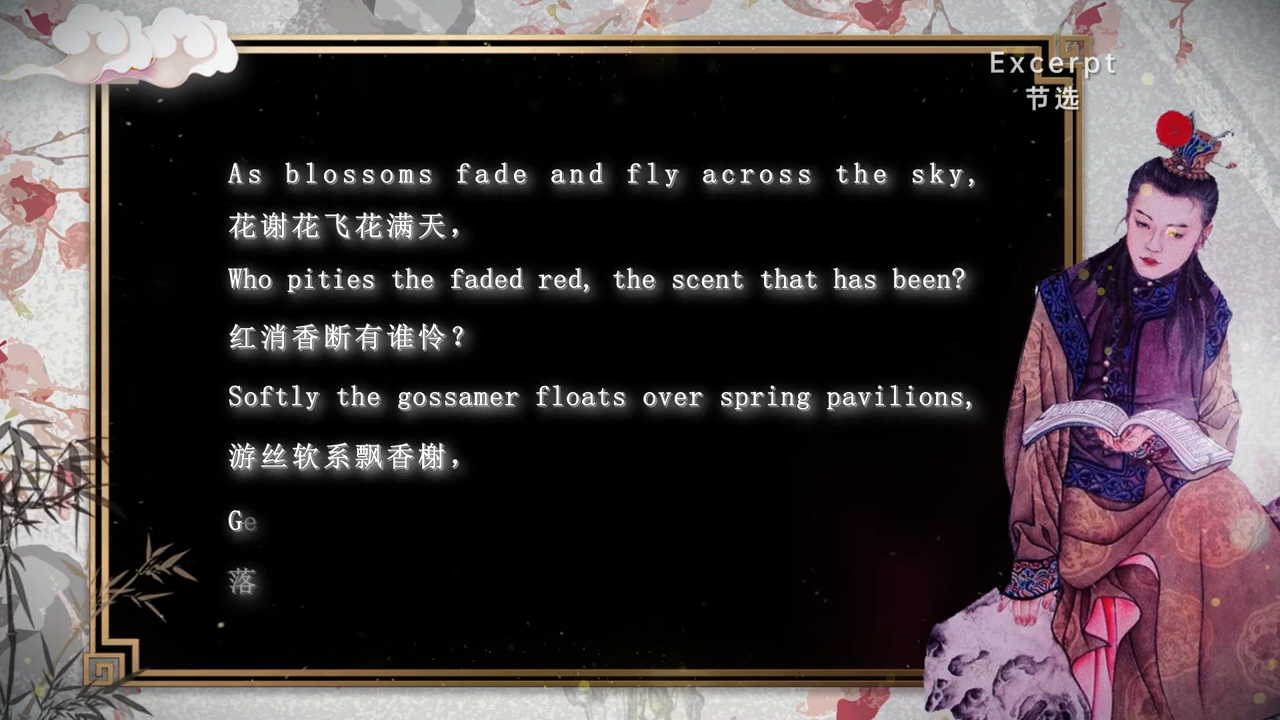 Excerpt
节选
As blossoms fade and fly across the sky,
花谢花飞花满天，
Who pities the faded red, the scent that has been?
红消香断有谁怜？
Softly the gossamer floats over spring pavilions,
游丝软系飘香榭，
Ge
落